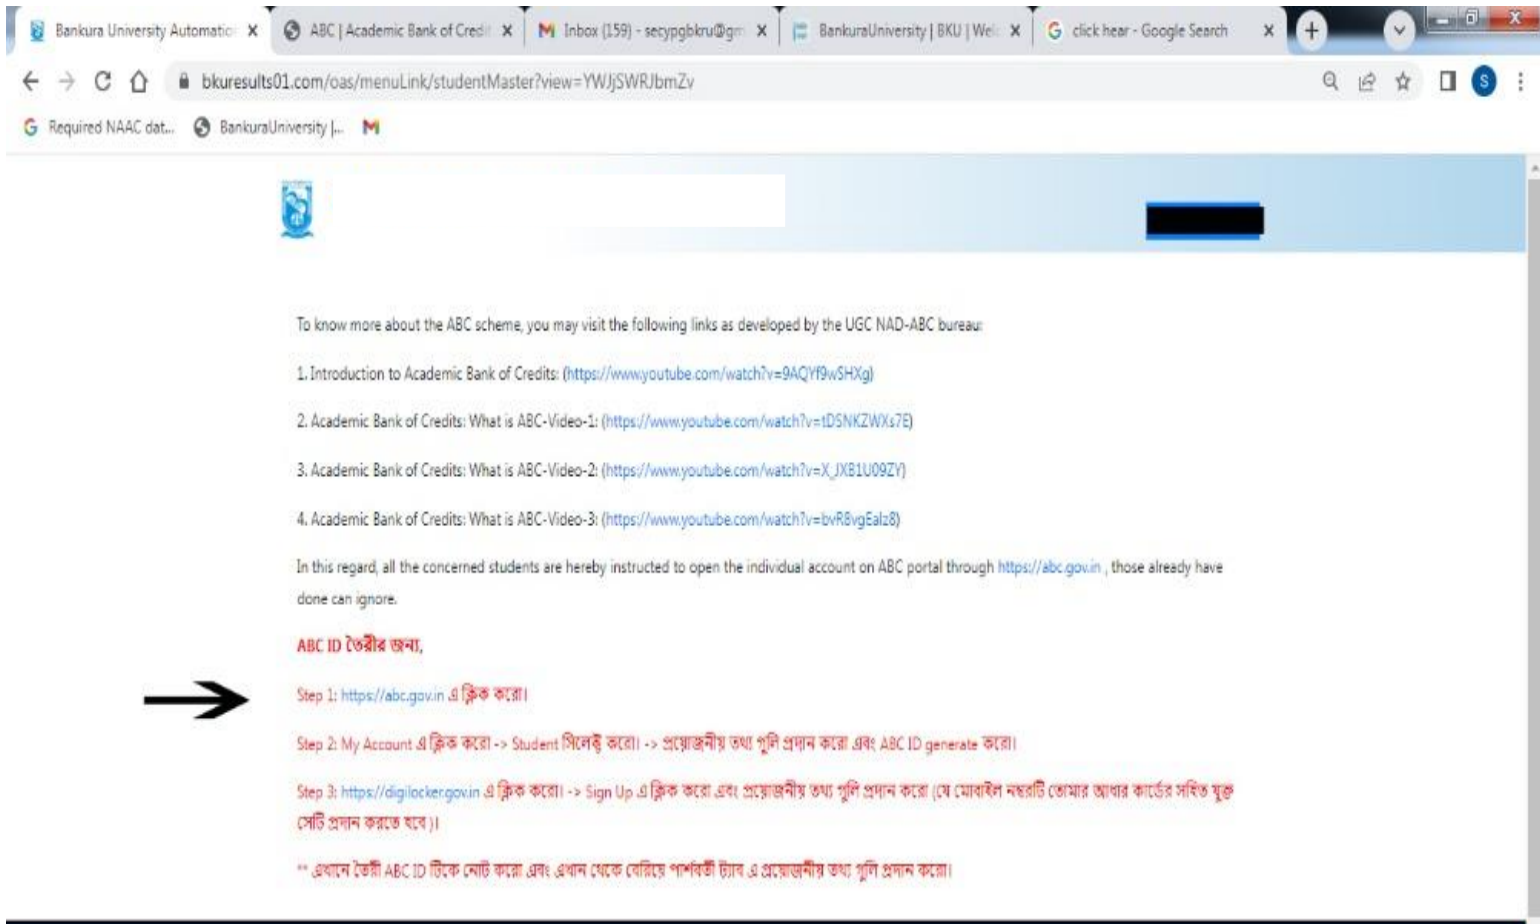 Bankura University Automatio
ABC | Academic Bank of Credi
Inbox (159) - secypgbkru@gm
BankuraUniversity | BKU | Wel
click hear - Google Search
bkuresults01.com/oas/menuLink/studentMaster?view=YWJjSWRJbmZv
S
Required NAAC dat...
BankuraUniversity |...
To know more about the ABC scheme, you may visit the following links as developed by the UGC NAD-ABC bureau:
1. Introduction to Academic Bank of Credits: (https://www.youtube.com/watch?v=9AQYf9wSHXg)
2. Academic Bank of Credits: What is ABC-Video-1: (https://www.youtube.com/watch?v=tDSNKZWXs7E)
3. Academic Bank of Credits: What is ABC-Video-2: (https://www.youtube.com/watch?v=X_JXB1U09ZY)
4. Academic Bank of Credits: What is ABC-Video-3: (https://www.youtube.com/watch?v=bvR8vgEalz8)
In this regard, all the concerned students are hereby instructed to open the individual account on ABC portal through https://abc.gov.in , those already have
done can ignore.
ABC ID তৈরীর জন্য,
Step 1: https://abc.gov.in এ ক্লিক করো।
Step 2: My Account এ ক্লিক করো -> Student সিলেক্ট করো। -> প্রয়োজনীয় তথ্য গুলি প্রদান করো এবং ABC ID generate করো।
Step 3: https://digilocker.gov.in এ ক্লিক করো। -> Sign Up এ ক্লিক করো এবং প্রয়োজনীয় তথ্য গুলি প্রদান করো (যে মোবাইল নম্বরটি তোমার আধার কার্ডের সহিত যুক্ত
সেটি প্রদান করতে হবে )।
** এখানে তৈরী ABC ID টিকে নোট করো এবং এখান থেকে বেরিয়ে পার্শবর্তী ট্যাব এ প্রয়োজনীয় তথ্য গুলি প্রদান করো।